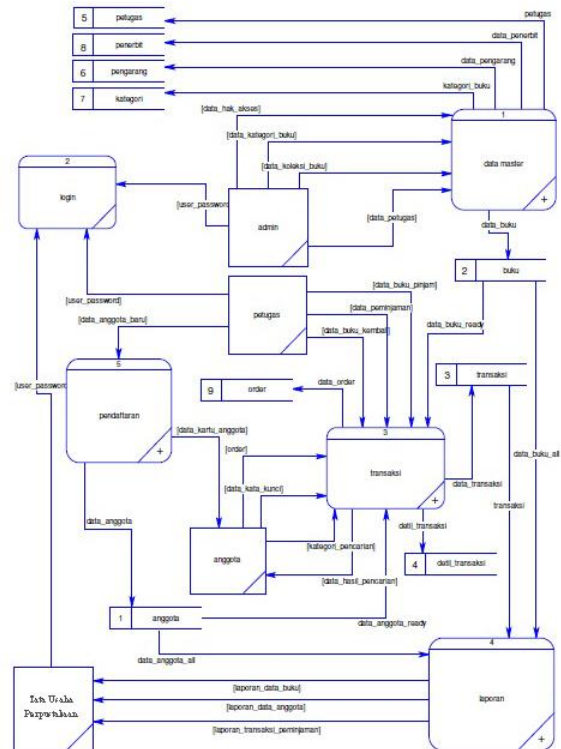 petugas
5 petugas
data_penerbit
8 penerbit
data_pengarang
6 pengarang
kategori_buku
7 kategori
[data_hak_akses]
1
data master
+
[data_katagori_buku]
[data_koleksi_buku]
2
login
[user_password
admin
[data_petugas]
data_buku
2 buku
petugas
[data_buku_pinjam]
[user_password]
[data_peminjaman]
[data_anggota_baru]
[data_buku_kembali]
data_buku_ready
5
pendaftaran
+
3 transaksi
[user_password
9 order
data_order
[data_kartu_anggota]
3
transaksi
+
[order]
data_buku_all
[data_kata_kunci]
data_transaksi
transaksi
data_anggota
detil_transaksi
[kategori_pencarian]
anggota
4 detil_transaksi
[data_hasil_pencarian]
1 anggota
data_anggota_ready
data_anggota_all
4
laporan
+
Tata Usaha
Perpustakaan
[laporan_data_buku]
[laporan_data_anggota]
[laporan_transaksi_peminjaman]